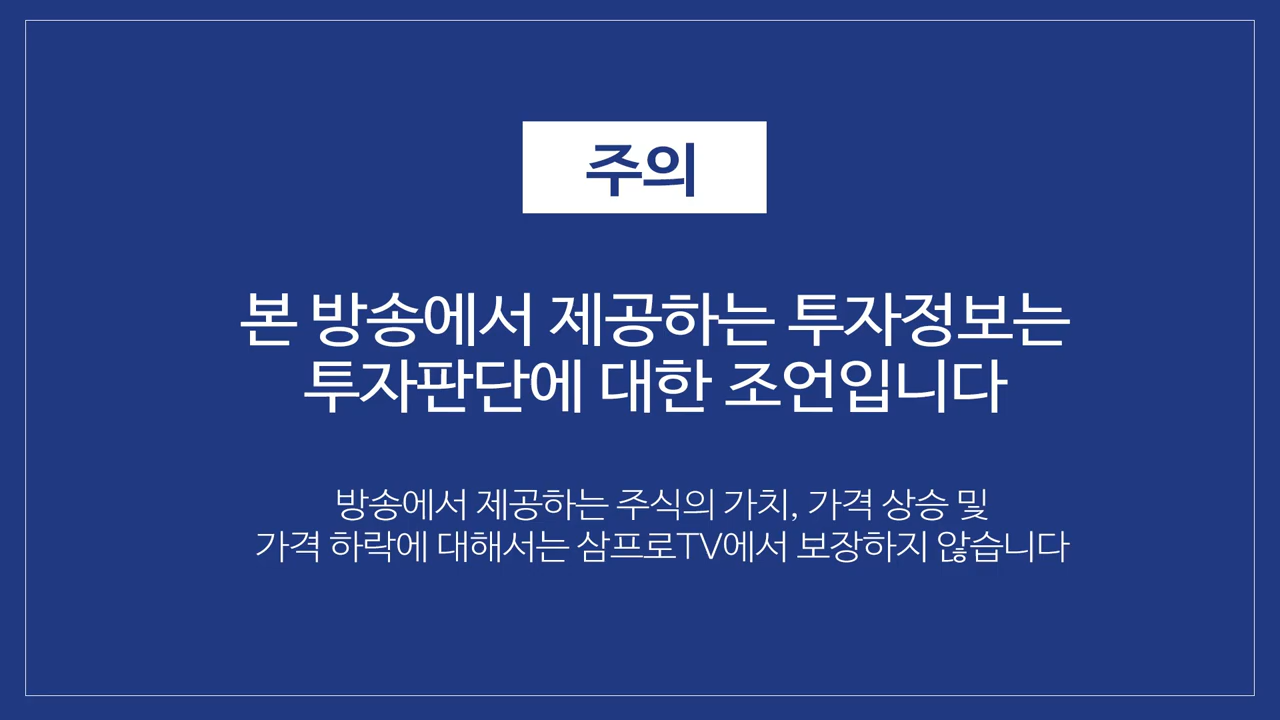 주의
본 방송에서 제공하는 투자정보는
투자판단에 대한 조언입니다
방송에서 제공하는 주식의 가치, 가격 상승 및
가격 하락에 대해서는 삼프로TV에서 보장하지 않습니다